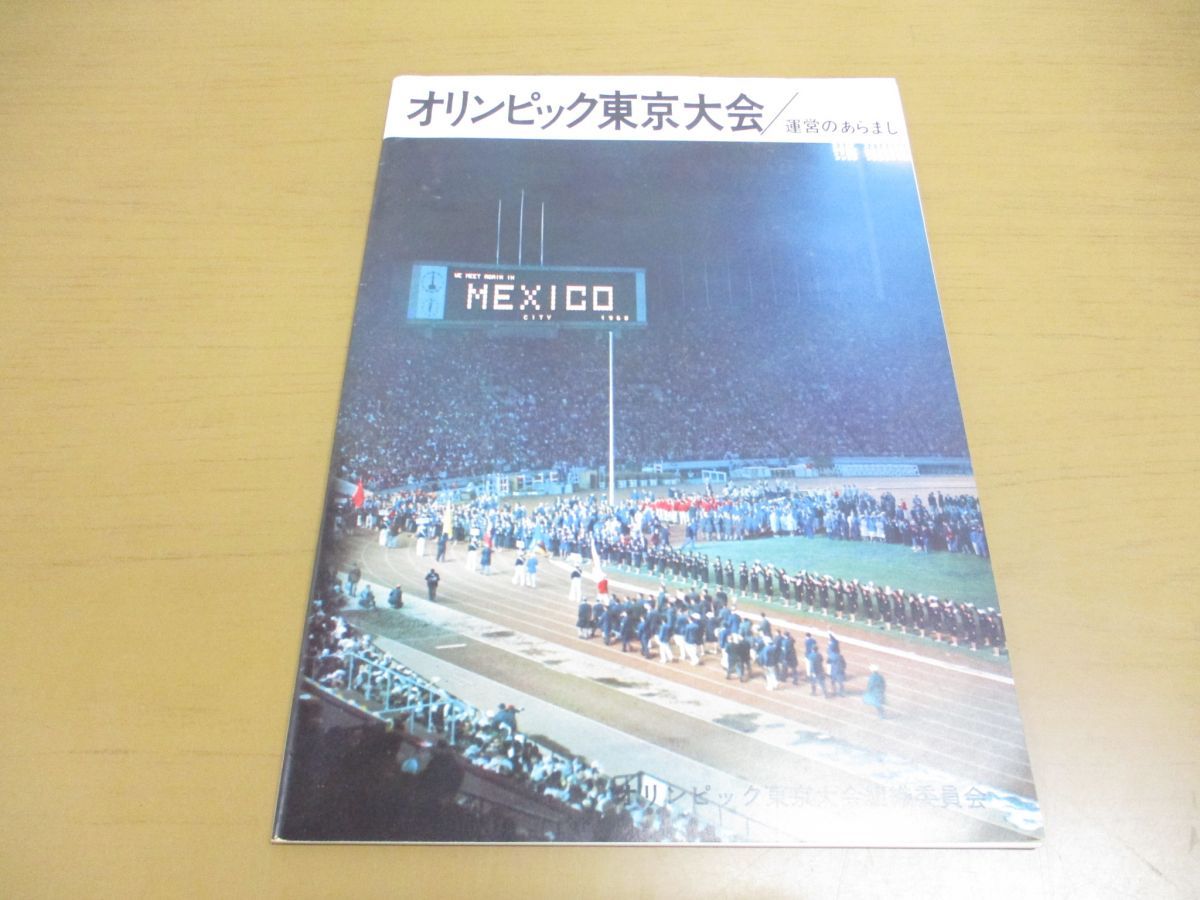 オリンピック東京大会/運営のあらまし
WE MEET AGAIN IN
MEXICO
CITY 1968
オリンピック東京大会組織委員会